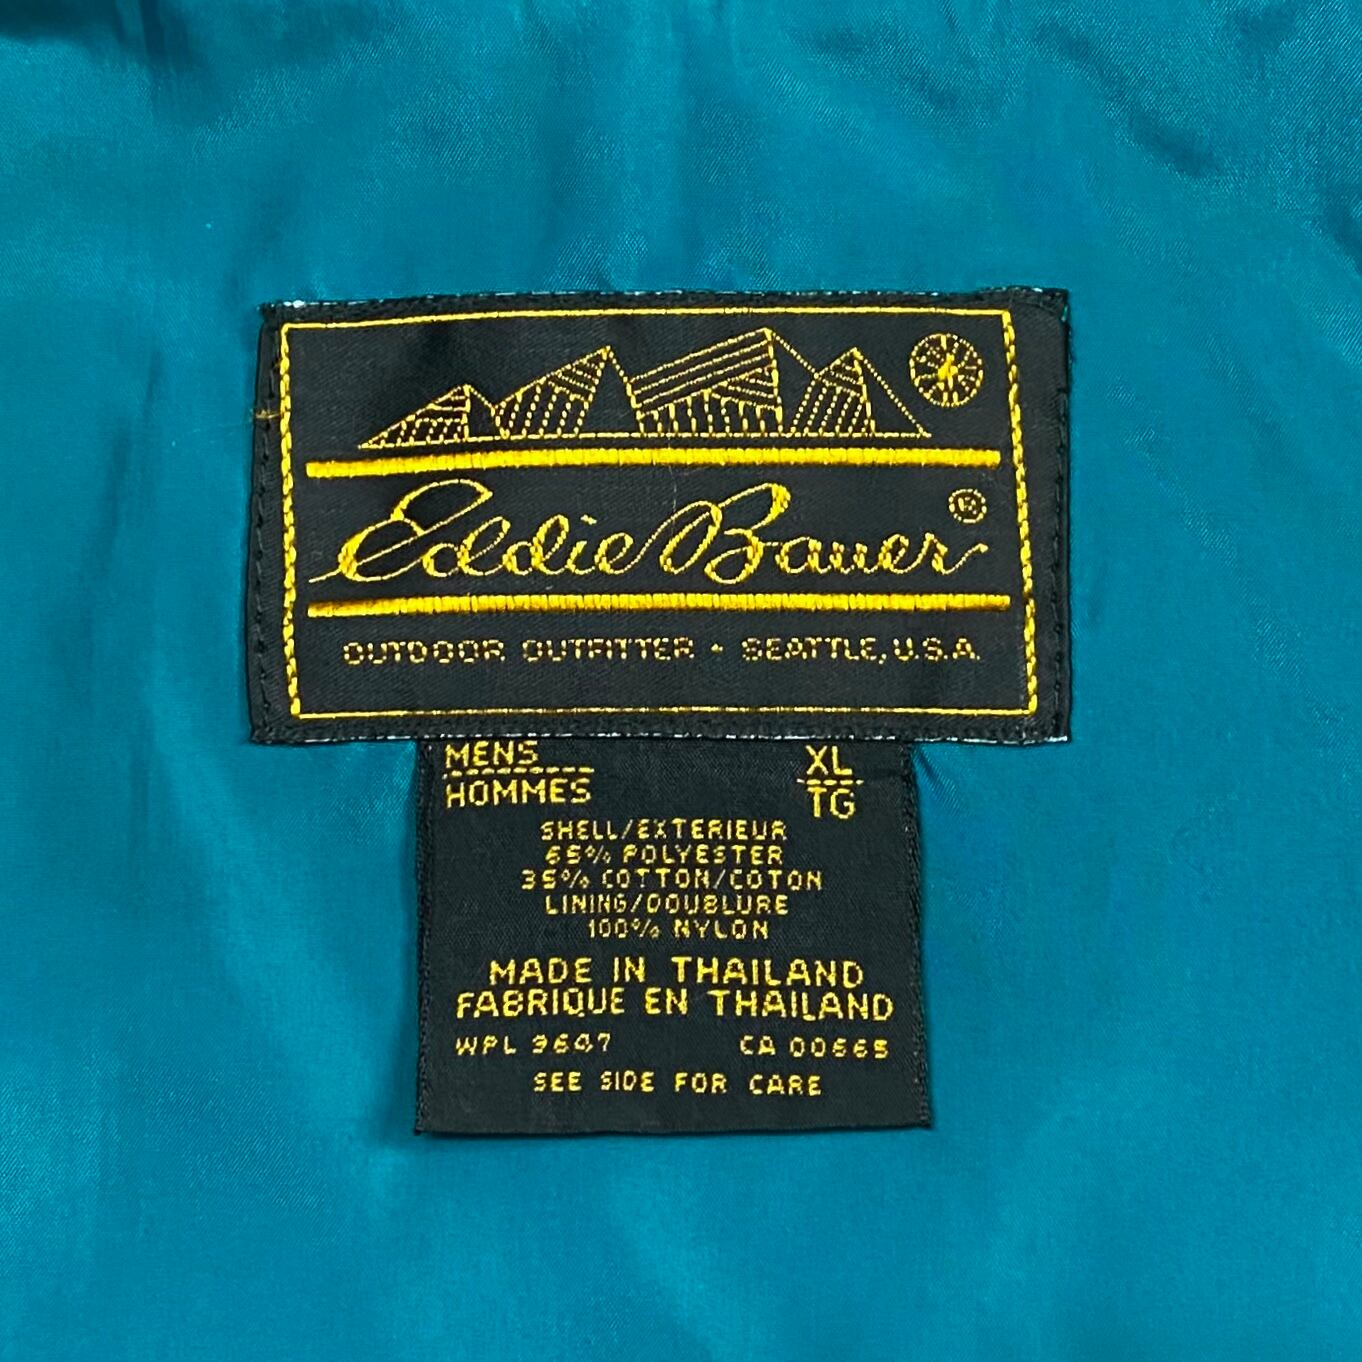 Eddie Bauer ®
OUTDOOR OUTFITTER • SEATTLE, U.S.A.
MENS XL
HOMMES TG
SHELL/EXTERIEUR
65% POLYESTER
35% COTTON/COTON
LINING/DOUBLURE
100% NYLON
MADE IN THAILAND
FABRIQUE EN THAILAND
WPL 9647 CA 00665
SEE SIDE FOR CARE